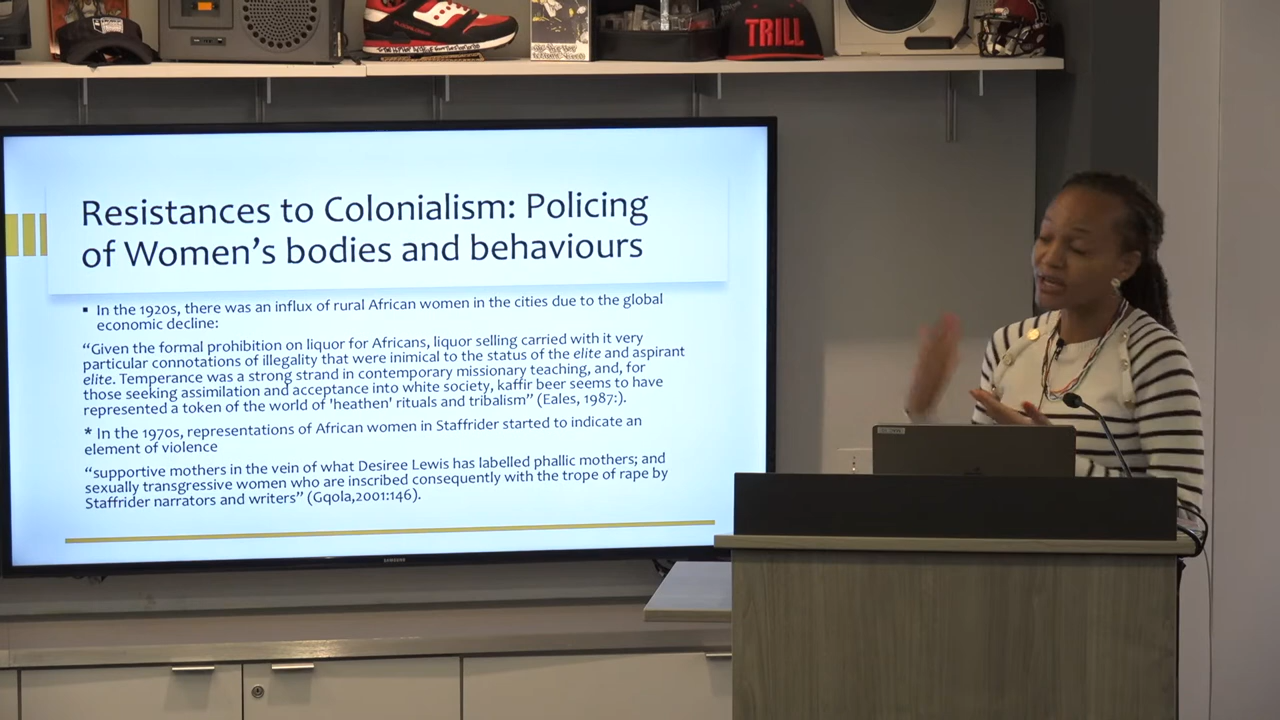 TRILL
Resistances to Colonialism: Policing
of Women's bodies and behaviours
▪ In the 1920s, there was an influx of rural African women in the cities due to the global
economic decline:
“Given the formal prohibition on liquor for Africans, liquor selling carried with it very
particular connotations of illegality that were inimical to the status of the elite and aspirant
elite. Temperance was a strong strand in contemporary missionary teaching, and, for
those seeking assimilation and acceptance into white society, kaffir beer seems to have
represented a token of the world of 'heathen' rituals and tribalism” (Eales, 1987:).
* In the 1970s, representations of African women in Staffrider started to indicate an
element of violence
“supportive mothers in the vein of what Desiree Lewis has labelled phallic mothers; and
sexually transgressive women who are inscribed consequently with the trope of rape by
Staffrider narrators and writers” (Gqola,2001:146).
SAMSUNG